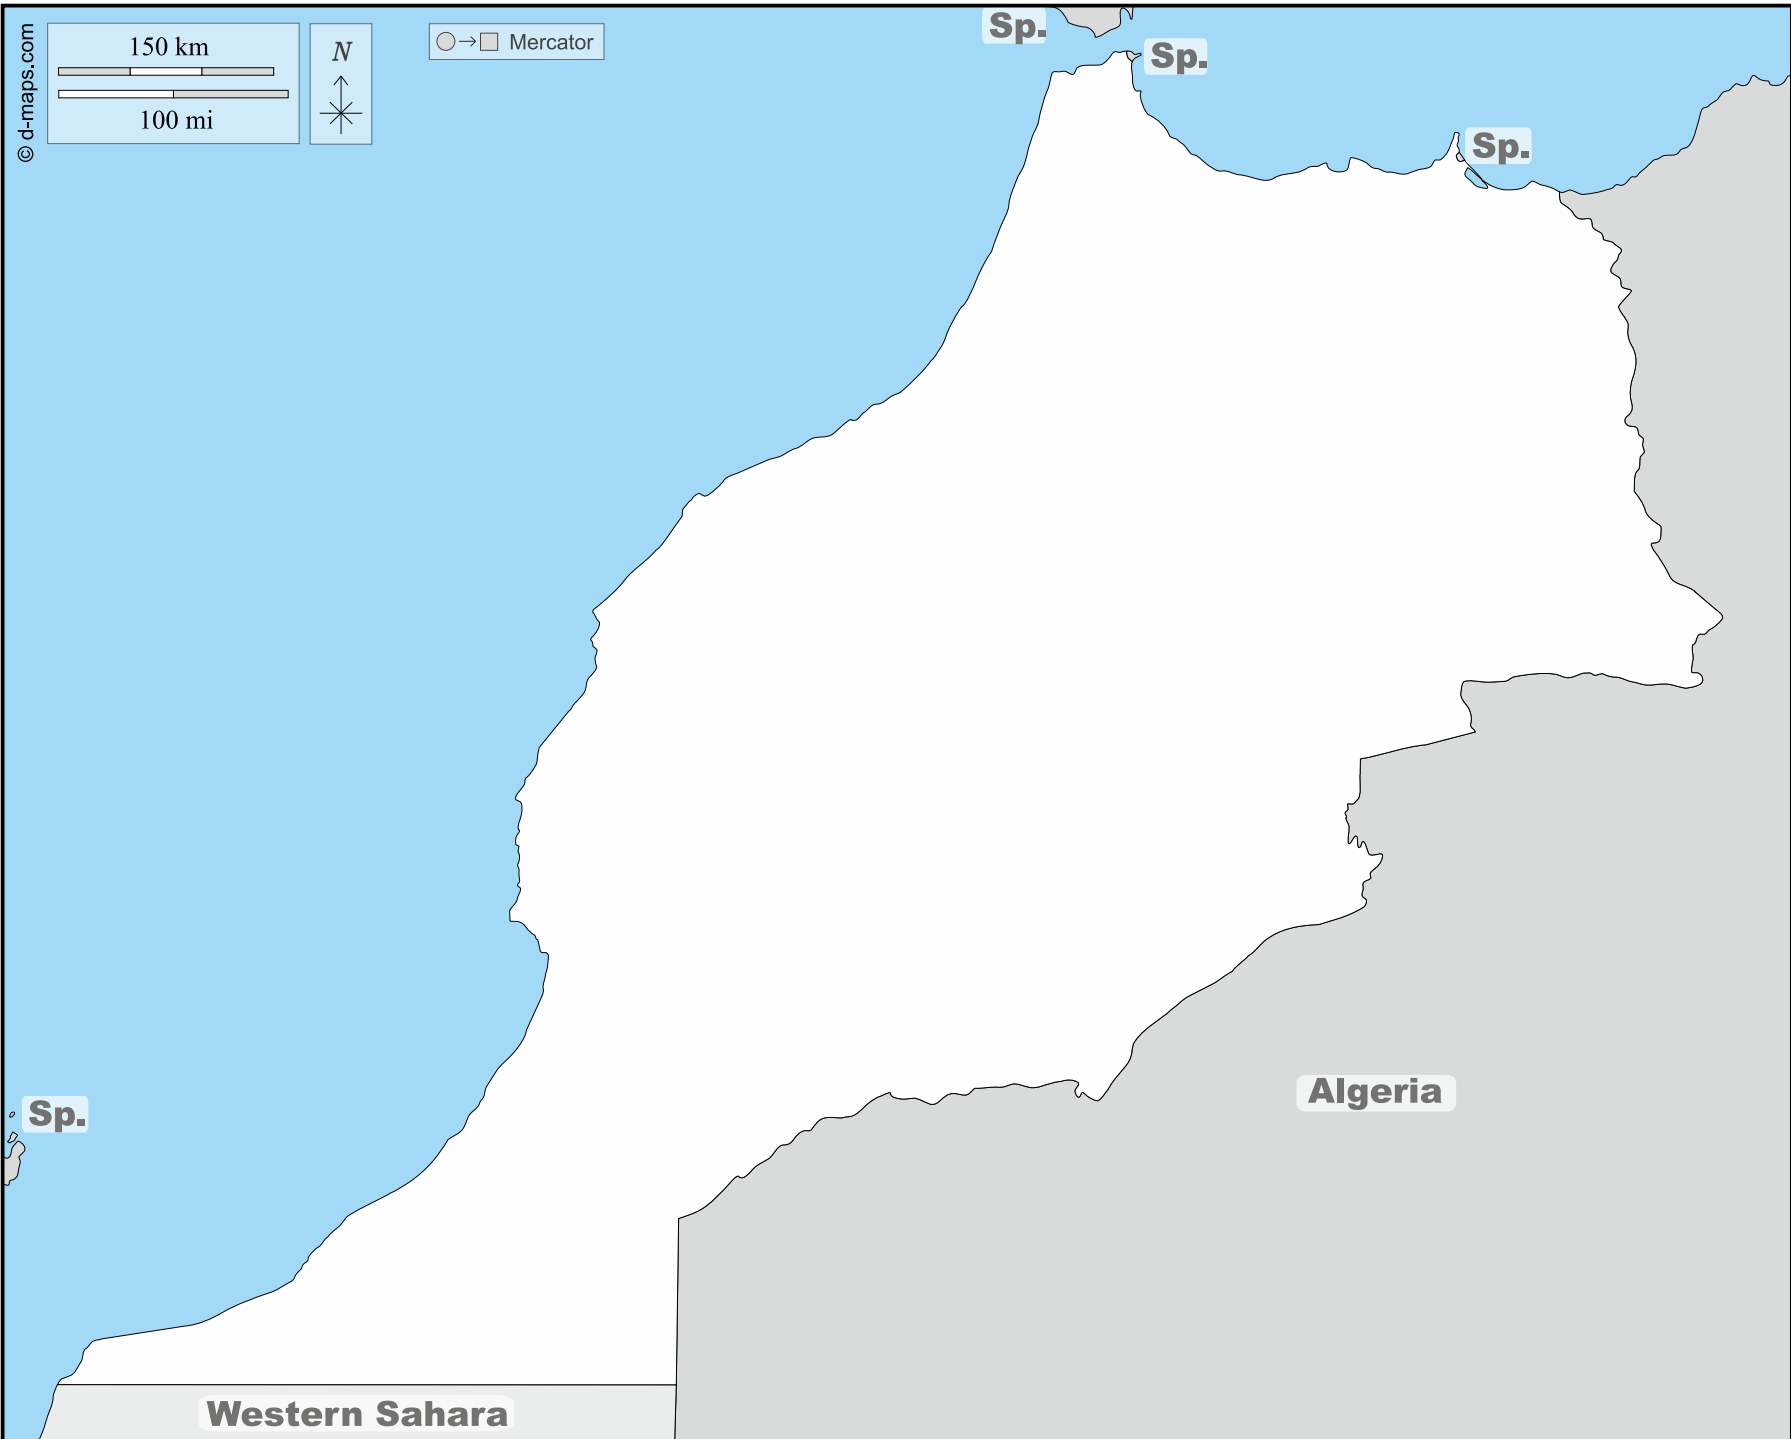 © d-maps.com
150 km
100 mi
N
Mercator
Sp.
Sp.
Sp.
Sp.
Algeria
Western Sahara